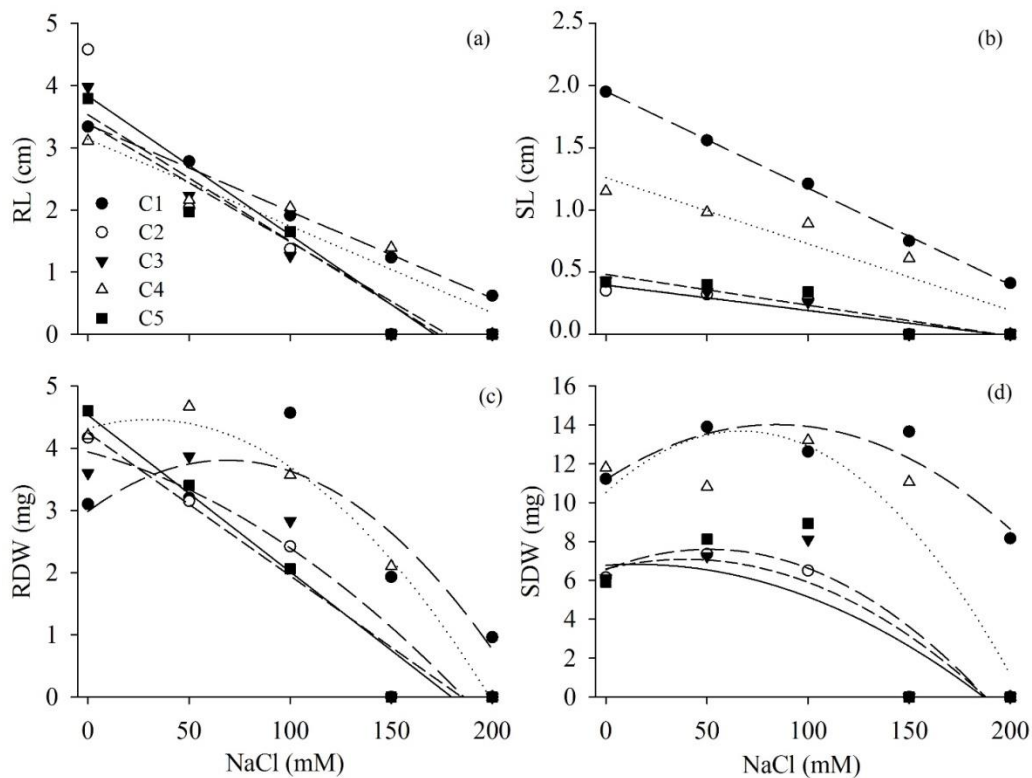 5
4
3
2
1
0
RL (cm)
(a)
C1
C2
C3
C4
C5
2.5
2.0
1.5
1.0
0.5
0.0
SL (cm)
(b)
5
4
3
2
1
0
RDW (mg)
(c)
0 50 100 150 200
NaCl (mM)
16
14
12
10
8
6
4
2
0
SDW (mg)
(d)
0 50 100 150 200
NaCl (mM)